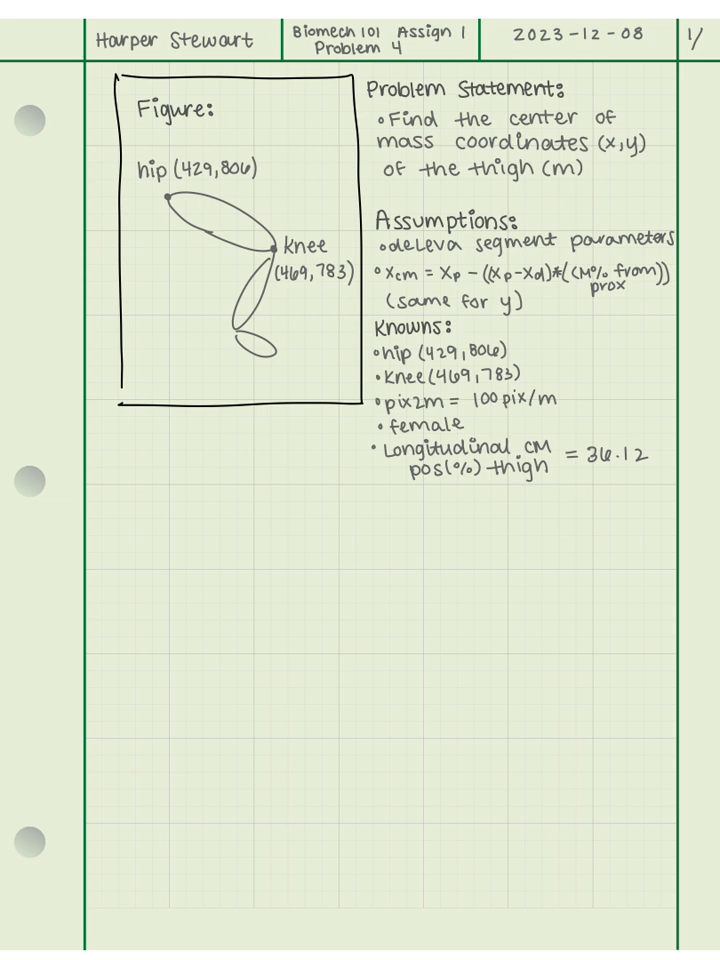 Harper Stewart
Biomech 101 Assign 1
Problem 4
2023-12-08
1/
Figure:
hip (429,806)
knee
(469,783)
Problem Statement:
•Find the center of
mass coordinates (x,y)
of the thigh (m)
Assumptions:
•deLeva segment parameters
•Xcm = Xp - ((Xp-Xd)*(CM% from))
prox
(same for y)
Knowns:
•hip (429,806)
•Knee(469,783)
•pix2m = 100 pix/m
•female
•Longitudinal CM
pos(%)-thigh = 36.12